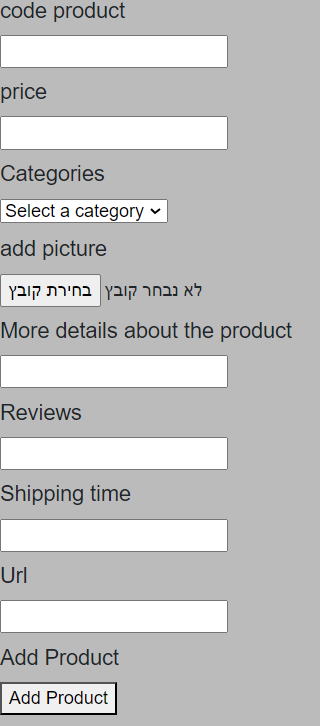 code product
price
Categories
Select a category
add picture
בחירת קובץ לא נבחר קובץ
More details about the product
Reviews
Shipping time
Url
Add Product
Add Product